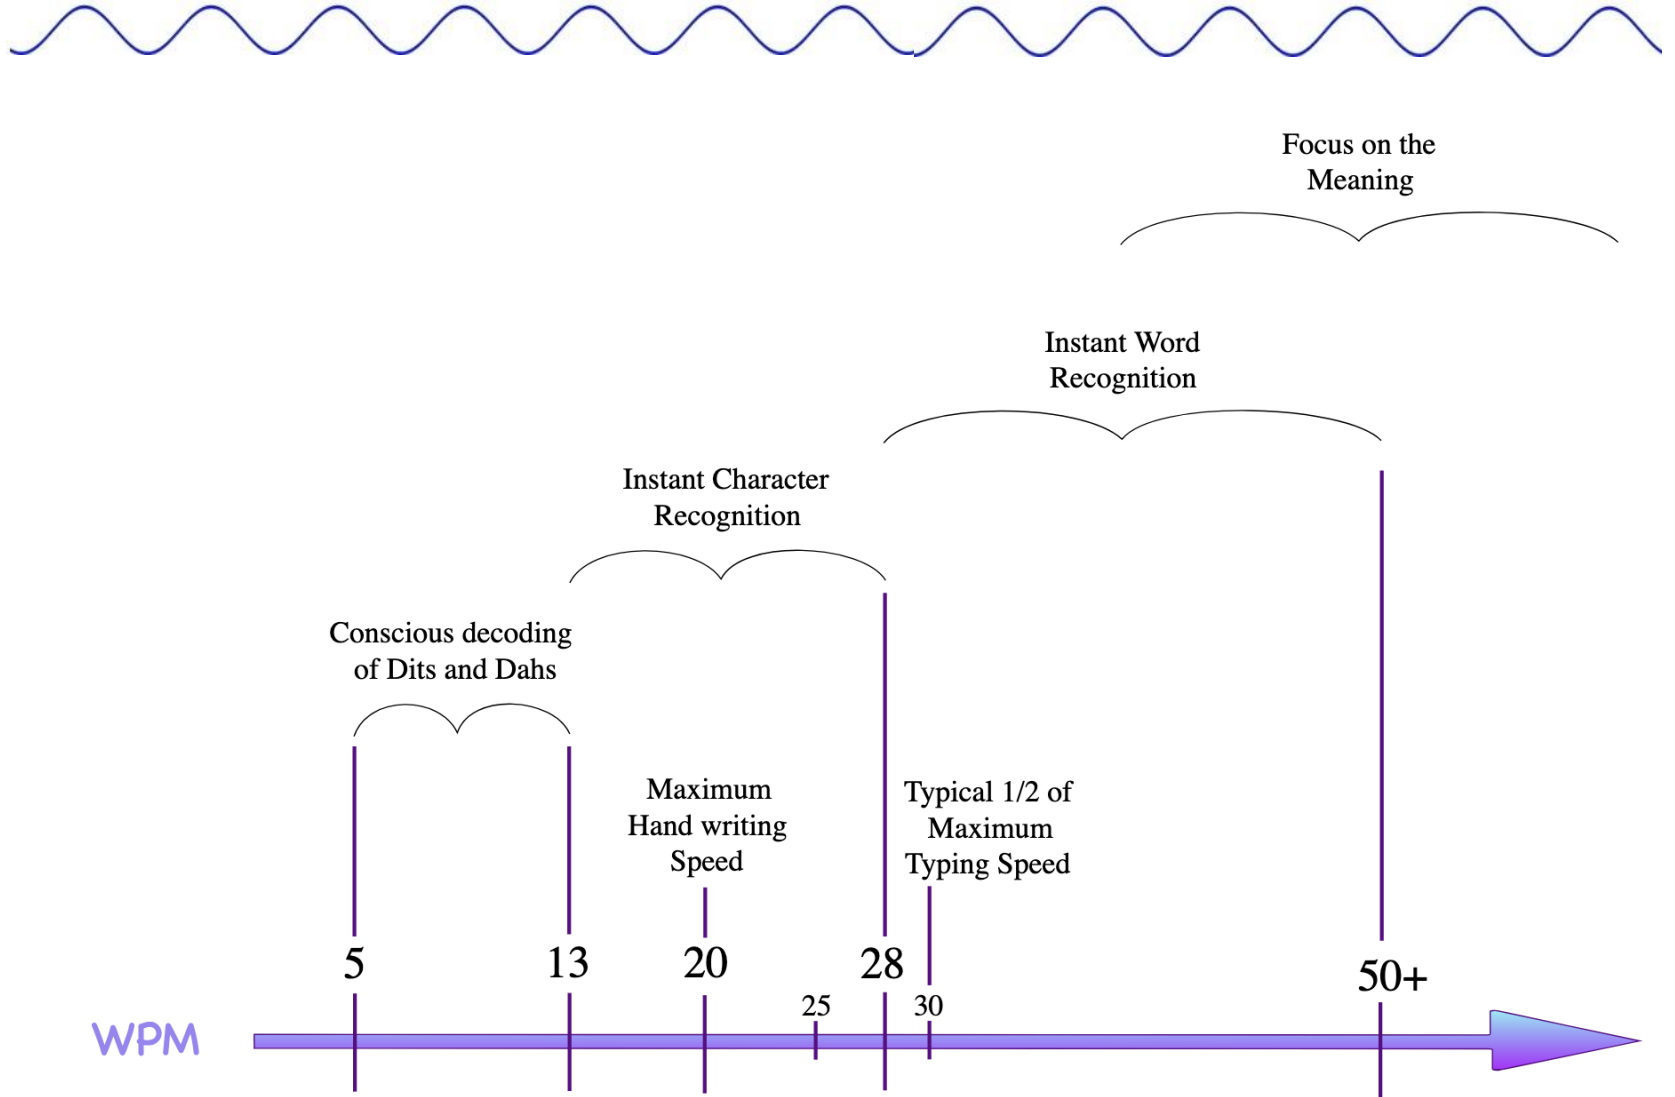 Focus on the
Meaning
Instant Word
Recognition
Instant Character
Recognition
Conscious decoding
of Dits and Dahs
Maximum
Hand writing
Speed
Typical 1/2 of
Maximum
Typing Speed
5
13
20
28
50+
25
30
WPM